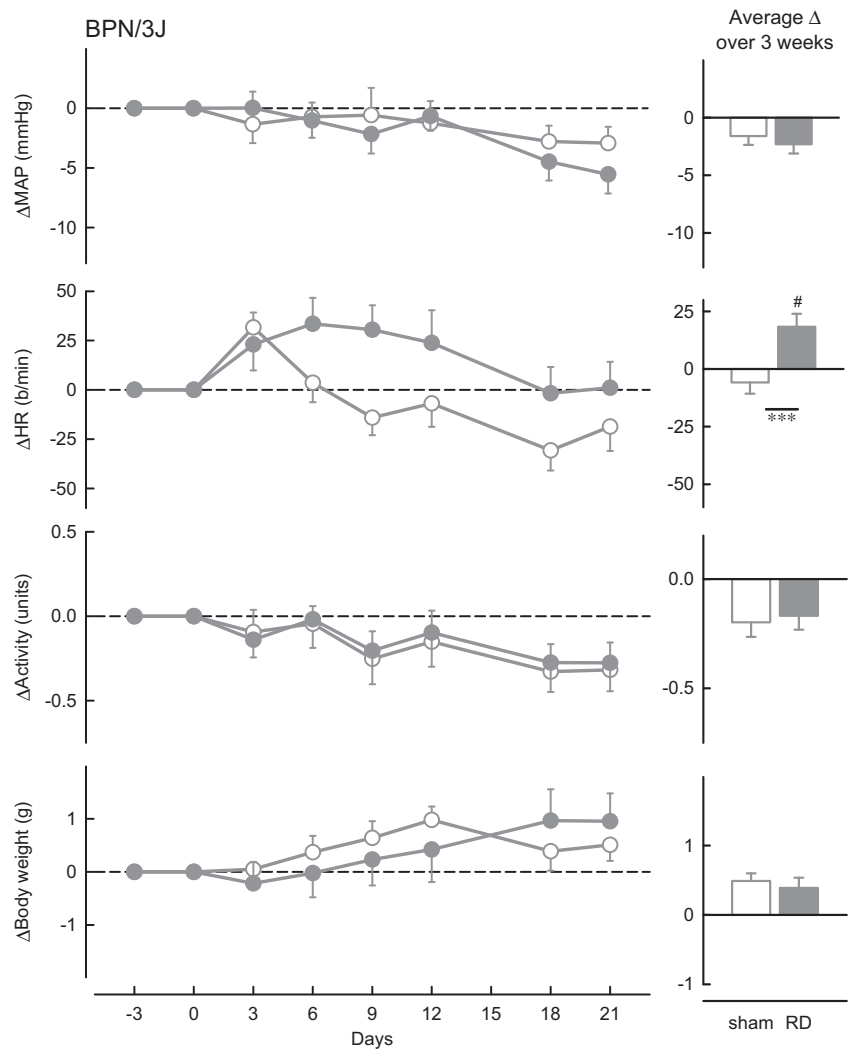 BPN/3J
Average Δ
over 3 weeks
ΔMAP (mmHg)
0
-5
-10
0
-5
-10
ΔHR (b/min)
50
25
0
-25
-50
25
0
-25
-50
#
***
ΔActivity (units)
0.5
0.0
-0.5
0.0
-0.5
ΔBody weight (g)
1
0
-1
1
0
-1
-3 0 3 6 9 12 15 18 21
Days
sham RD